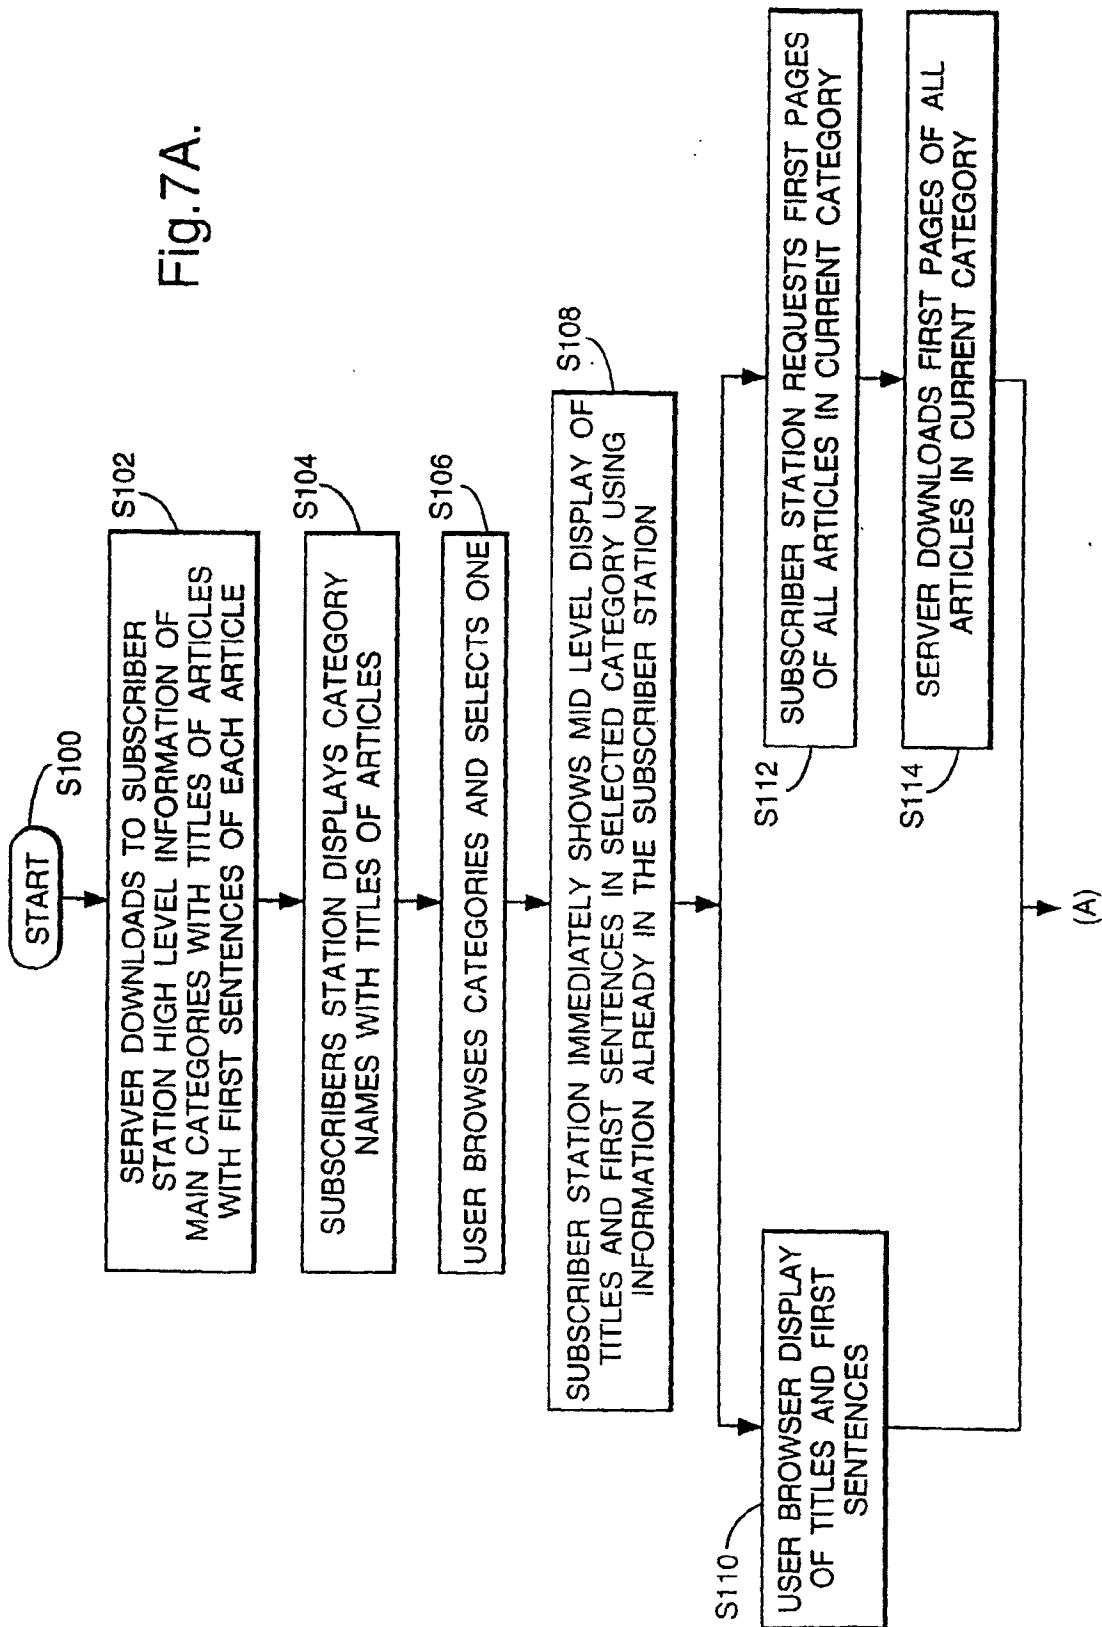 Fig.7A.
START
S100
SERVER DOWNLOADS TO SUBSCRIBER
STATION HIGH LEVEL INFORMATION OF
MAIN CATEGORIES WITH TITLES OF ARTICLES
WITH FIRST SENTENCES OF EACH ARTICLE
S102
SUBSCRIBERS STATION DISPLAYS CATEGORY
NAMES WITH TITLES OF ARTICLES
S104
USER BROWSES CATEGORIES AND SELECTS ONE
S106
SUBSCRIBER STATION IMMEDIATELY SHOWS MID LEVEL DISPLAY OF
TITLES AND FIRST SENTENCES IN SELECTED CATEGORY USING
INFORMATION ALREADY IN THE SUBSCRIBER STATION
S108
S110
USER BROWSER DISPLAY
OF TITLES AND FIRST
SENTENCES
S112
SUBSCRIBER STATION REQUESTS FIRST PAGES
OF ALL ARTICLES IN CURRENT CATEGORY
S114
SERVER DOWNLOADS FIRST PAGES OF ALL
ARTICLES IN CURRENT CATEGORY
(A)